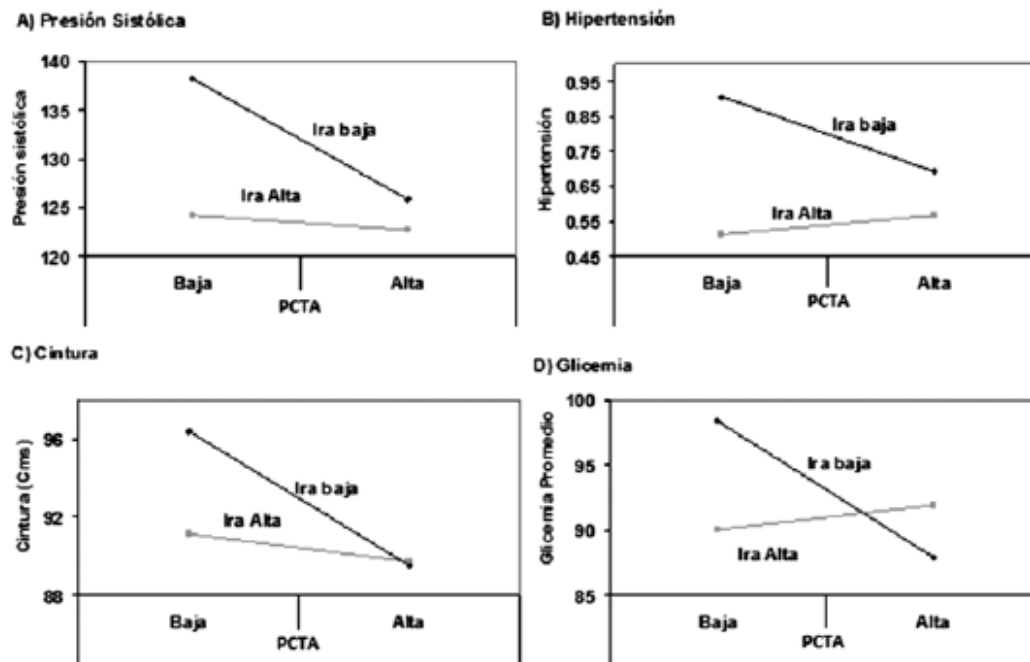 A) Presión Sistólica
Presión sistólica
140
135
130
125
120
Ira baja
Ira Alta
Baja
Alta
PCTA
B) Hipertensión
Hipertensión
0.95
0.85
0.75
0.65
0.55
0.45
Ira baja
Ira Alta
Baja
Alta
PCTA
C) Cintura
Cintura (Cms)
96
92
88
Ira baja
Ira Alta
Baja
Alta
PCTA
D) Glicemia
Glicemia Promedio
100
95
90
85
Ira baja
Ira Alta
Baja
Alta
PCTA